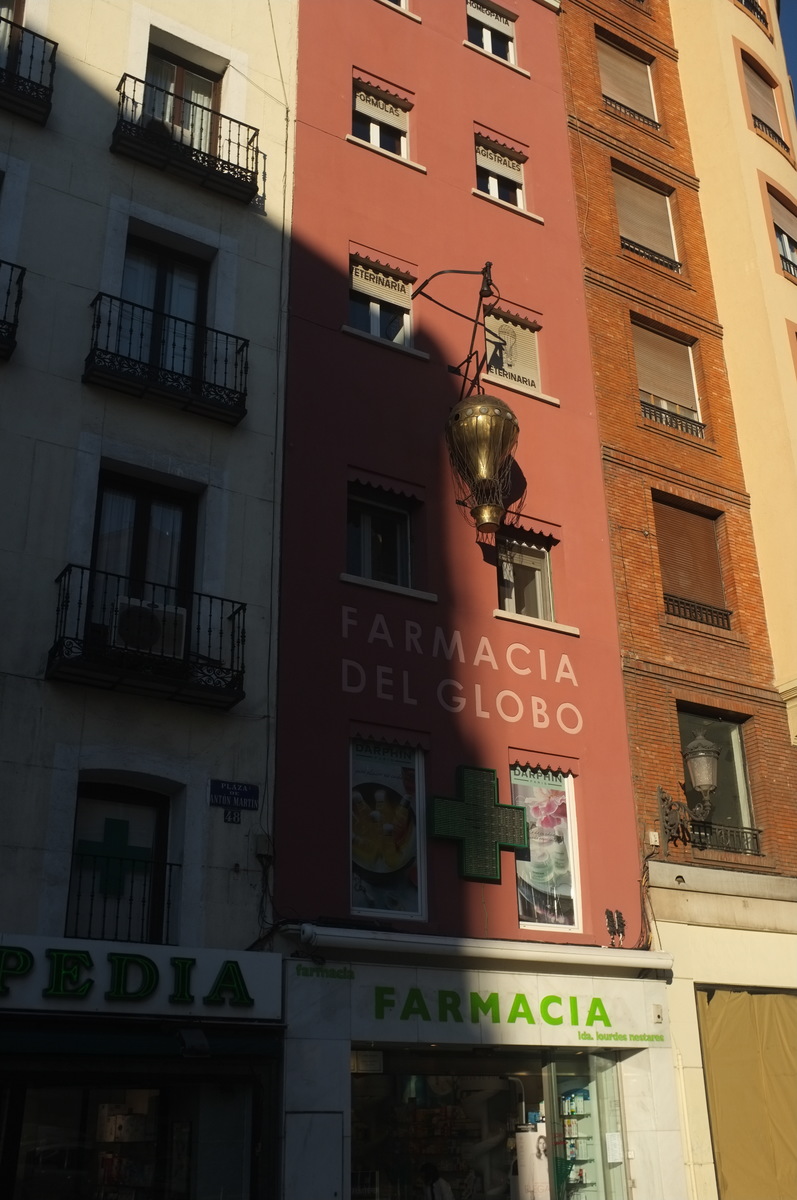 HOMEOPATIA
FORMULAS
MAGISTRALES
VETERINARIA
VETERINARIA
FARMACIA
DEL GLOBO
DARPHIN
DARPHIN
PLAZA
DE
ANTON MARTIN
48
PEDIA
farmacia
FARMACIA
lda. lourdes nestares